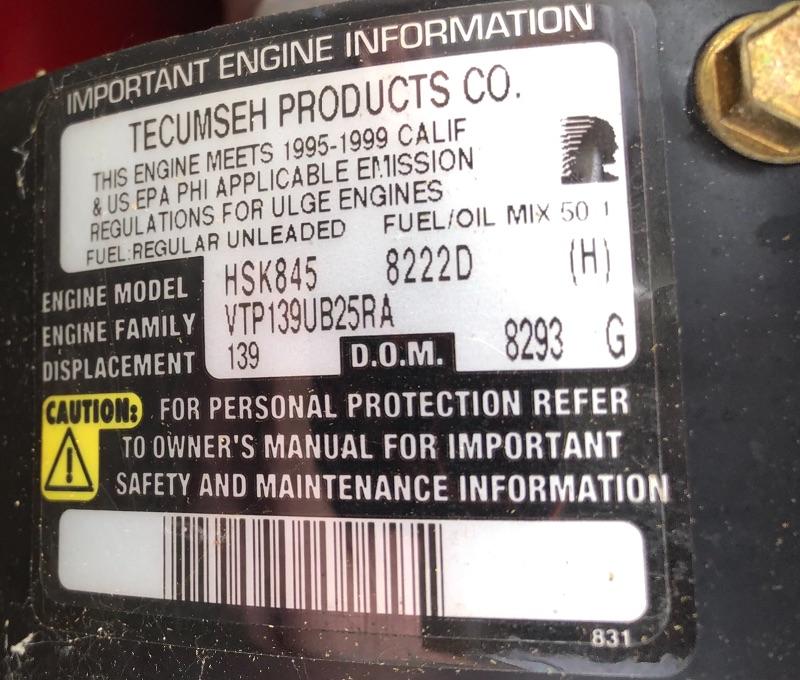 IMPORTANT ENGINE INFORMATION
TECUMSEH PRODUCTS CO.
THIS ENGINE MEETS 1995-1999 CALIF
& US EPA PHI APPLICABLE EMISSION
REGULATIONS FOR ULGE ENGINES
FUEL:REGULAR UNLEADED FUEL/OIL MIX 50 1
ENGINE MODEL HSK845 8222D (H)
ENGINE FAMILY VTP139UB25RA
DISPLACEMENT 139 D.O.M. 8293 G
CAUTION: FOR PERSONAL PROTECTION REFER
TO OWNER'S MANUAL FOR IMPORTANT
SAFETY AND MAINTENANCE INFORMATION
831